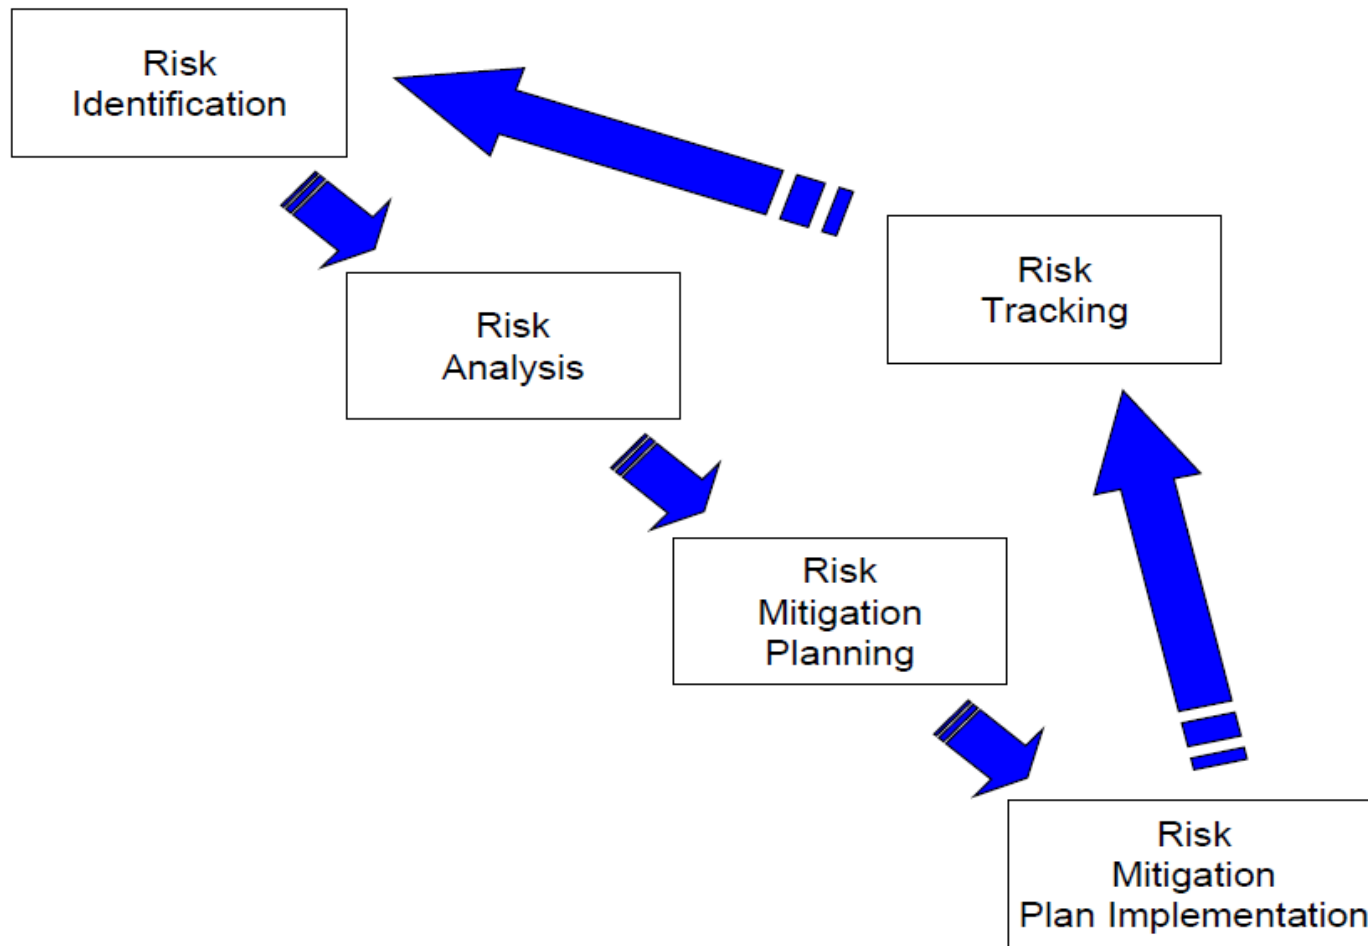 Risk
Identification
Risk
Analysis
Risk
Mitigation
Planning
Risk
Mitigation
Plan Implementation
Risk
Tracking